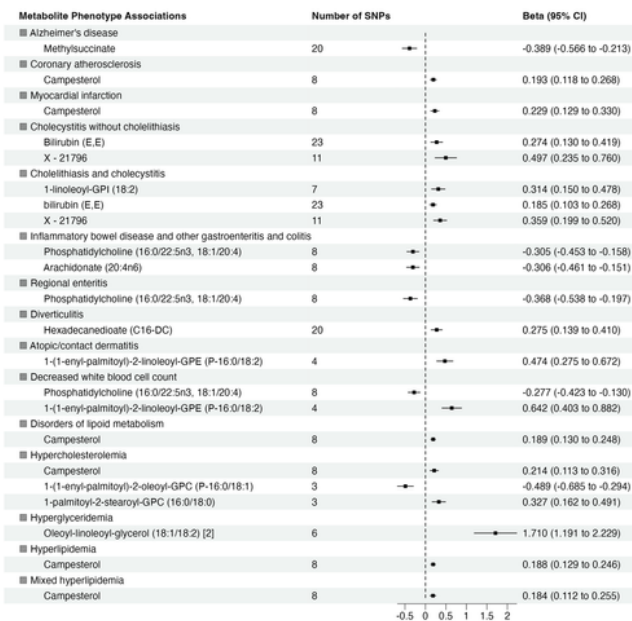 Metabolite Phenotype Associations Number of SNPs Beta (95% CI)
Alzheimer's disease
Methylsuccinate 20 -0.389 (-0.566 to -0.213)
Coronary atherosclerosis
Campesterol 8 0.193 (0.118 to 0.268)
Myocardial infarction
Campesterol 8 0.229 (0.129 to 0.330)
Cholecystitis without cholelithiasis
Bilirubin (E,E) 23 0.274 (0.130 to 0.419)
X - 21796 11 0.497 (0.235 to 0.760)
Cholelithiasis and cholecystitis
1-linoleoyl-GPI (18:2) 7 0.314 (0.150 to 0.478)
bilirubin (E,E) 23 0.185 (0.103 to 0.268)
X - 21796 11 0.359 (0.199 to 0.520)
Inflammatory bowel disease and other gastroenteritis and colitis
Phosphatidylcholine (16:0/22:5n3, 18:1/20:4) 8 -0.305 (-0.453 to -0.158)
Arachidonate (20:4n6) 8 -0.306 (-0.461 to -0.151)
Regional enteritis
Phosphatidylcholine (16:0/22:5n3, 18:1/20:4) 8 -0.368 (-0.538 to -0.197)
Diverticulitis
Hexadecanedioate (C16-DC) 20 0.275 (0.139 to 0.410)
Atopic/contact dermatitis
1-(1-enyl-palmitoyl)-2-linoleoyl-GPE (P-16:0/18:2) 4 0.474 (0.275 to 0.672)
Decreased white blood cell count
Phosphatidylcholine (16:0/22:5n3, 18:1/20:4) 8 -0.277 (-0.423 to -0.130)
1-(1-enyl-palmitoyl)-2-linoleoyl-GPE (P-16:0/18:2) 4 0.642 (0.403 to 0.882)
Disorders of lipoid metabolism
Campesterol 8 0.189 (0.130 to 0.248)
Hypercholesterolemia
Campesterol 8 0.214 (0.113 to 0.316)
1-(1-enyl-palmitoyl)-2-oleoyl-GPC (P-16:0/18:1) 3 -0.489 (-0.685 to -0.294)
1-palmitoyl-2-stearoyl-GPC (16:0/18:0) 3 0.327 (0.162 to 0.491)
Hyperglyceridemia
Oleoyl-linoleoyl-glycerol (18:1/18:2) [2] 6 1.710 (1.191 to 2.229)
Hyperlipidemia
Campesterol 8 0.188 (0.129 to 0.246)
Mixed hyperlipidemia
Campesterol 8 0.184 (0.112 to 0.255)
-0.5 0 0.5 1 1.5 2